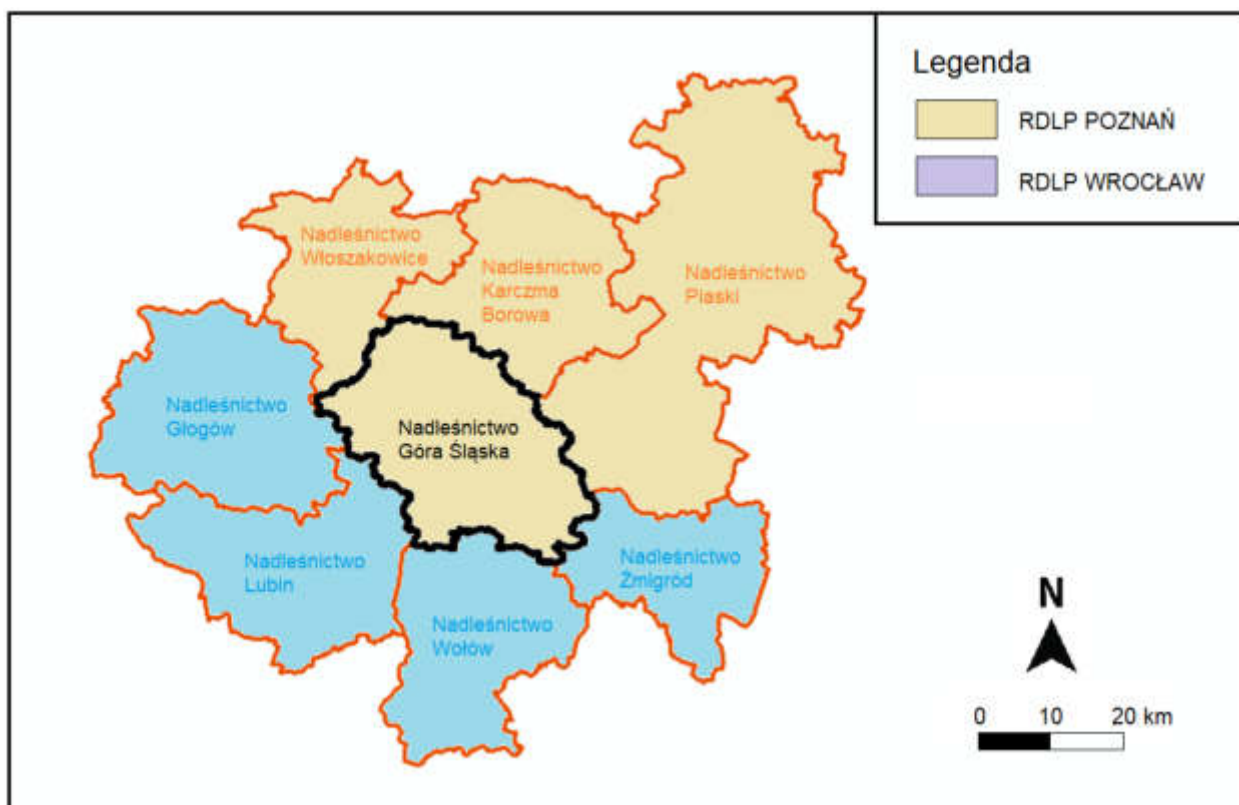 Legenda
RDLP POZNAŃ
RDLP WROCŁAW
Nadleśnictwo
Włoszakowice
Nadleśnictwo
Karczma
Borowa
Nadleśnictwo
Piaski
Nadleśnictwo
Głogów
Nadleśnictwo
Góra Śląska
Nadleśnictwo
Lubin
Nadleśnictwo
Wołów
Nadleśnictwo
Żmigród
N
0 10 20 km